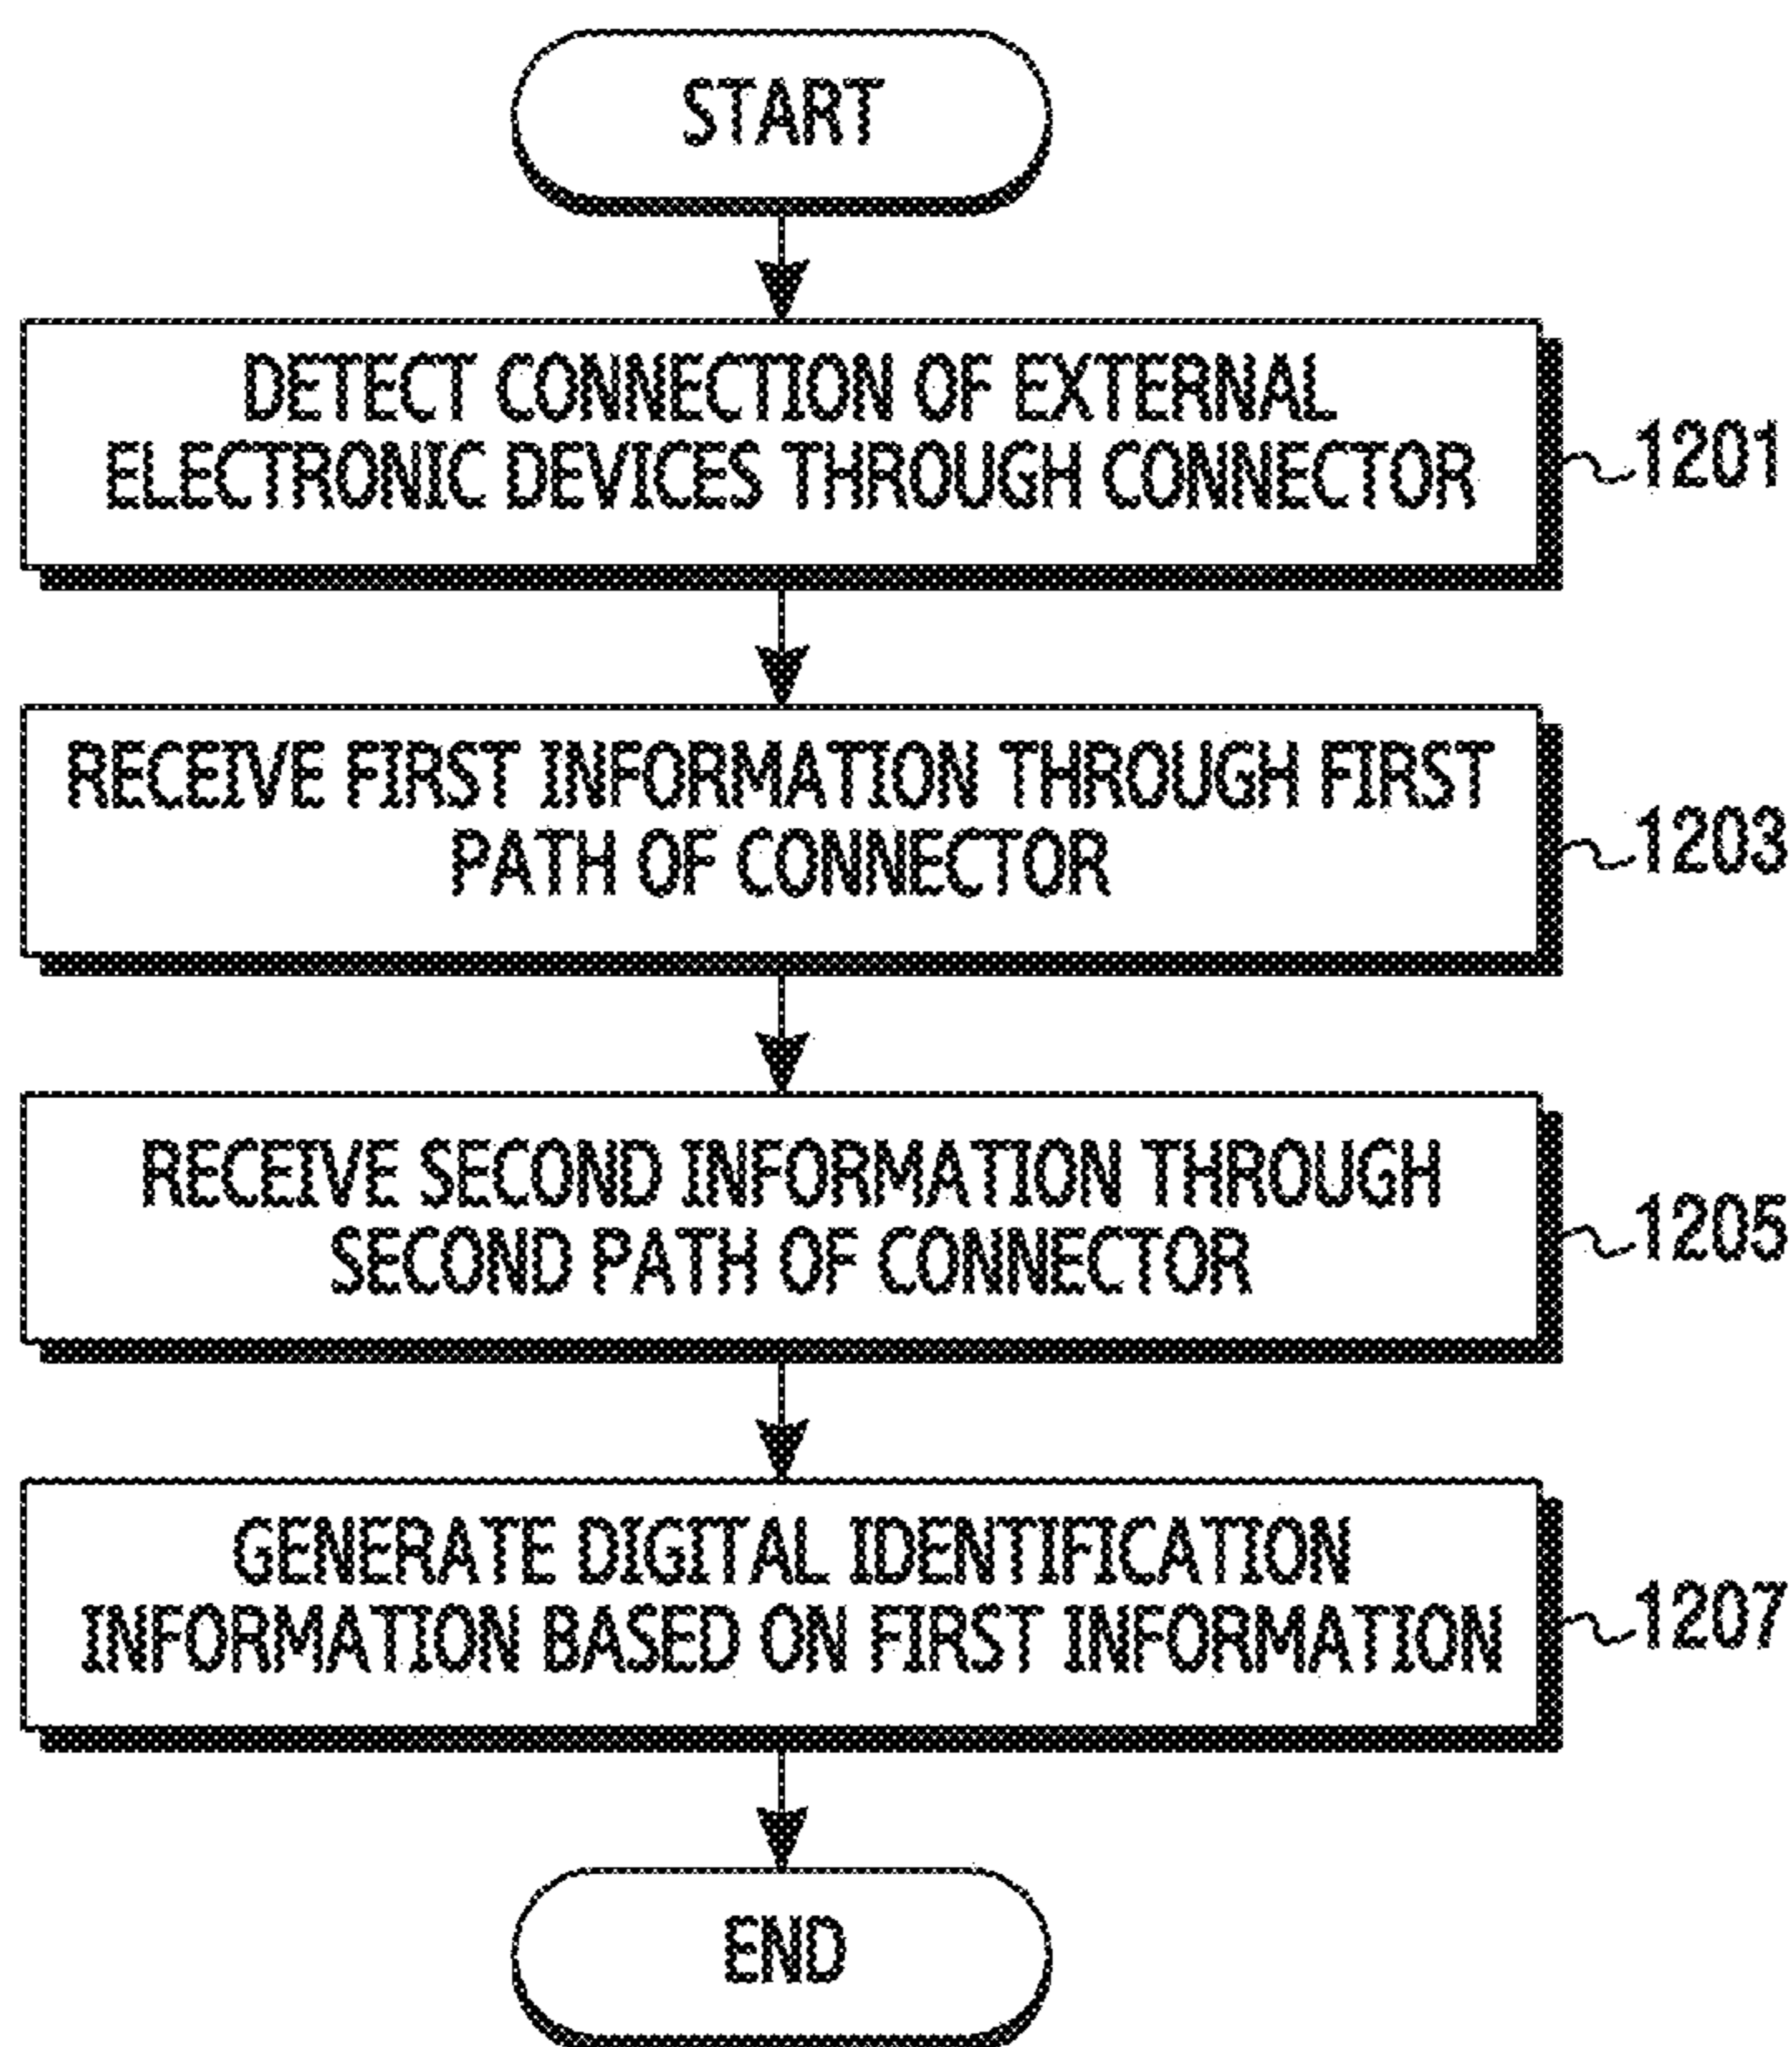 START
DETECT CONNECTION OF EXTERNAL
ELECTRONIC DEVICES THROUGH CONNECTOR
1201
RECEIVE FIRST INFORMATION THROUGH FIRST
PATH OF CONNECTOR
1203
RECEIVE SECOND INFORMATION THROUGH
SECOND PATH OF CONNECTOR
1205
GENERATE DIGITAL IDENTIFICATION
INFORMATION BASED ON FIRST INFORMATION
1207
END